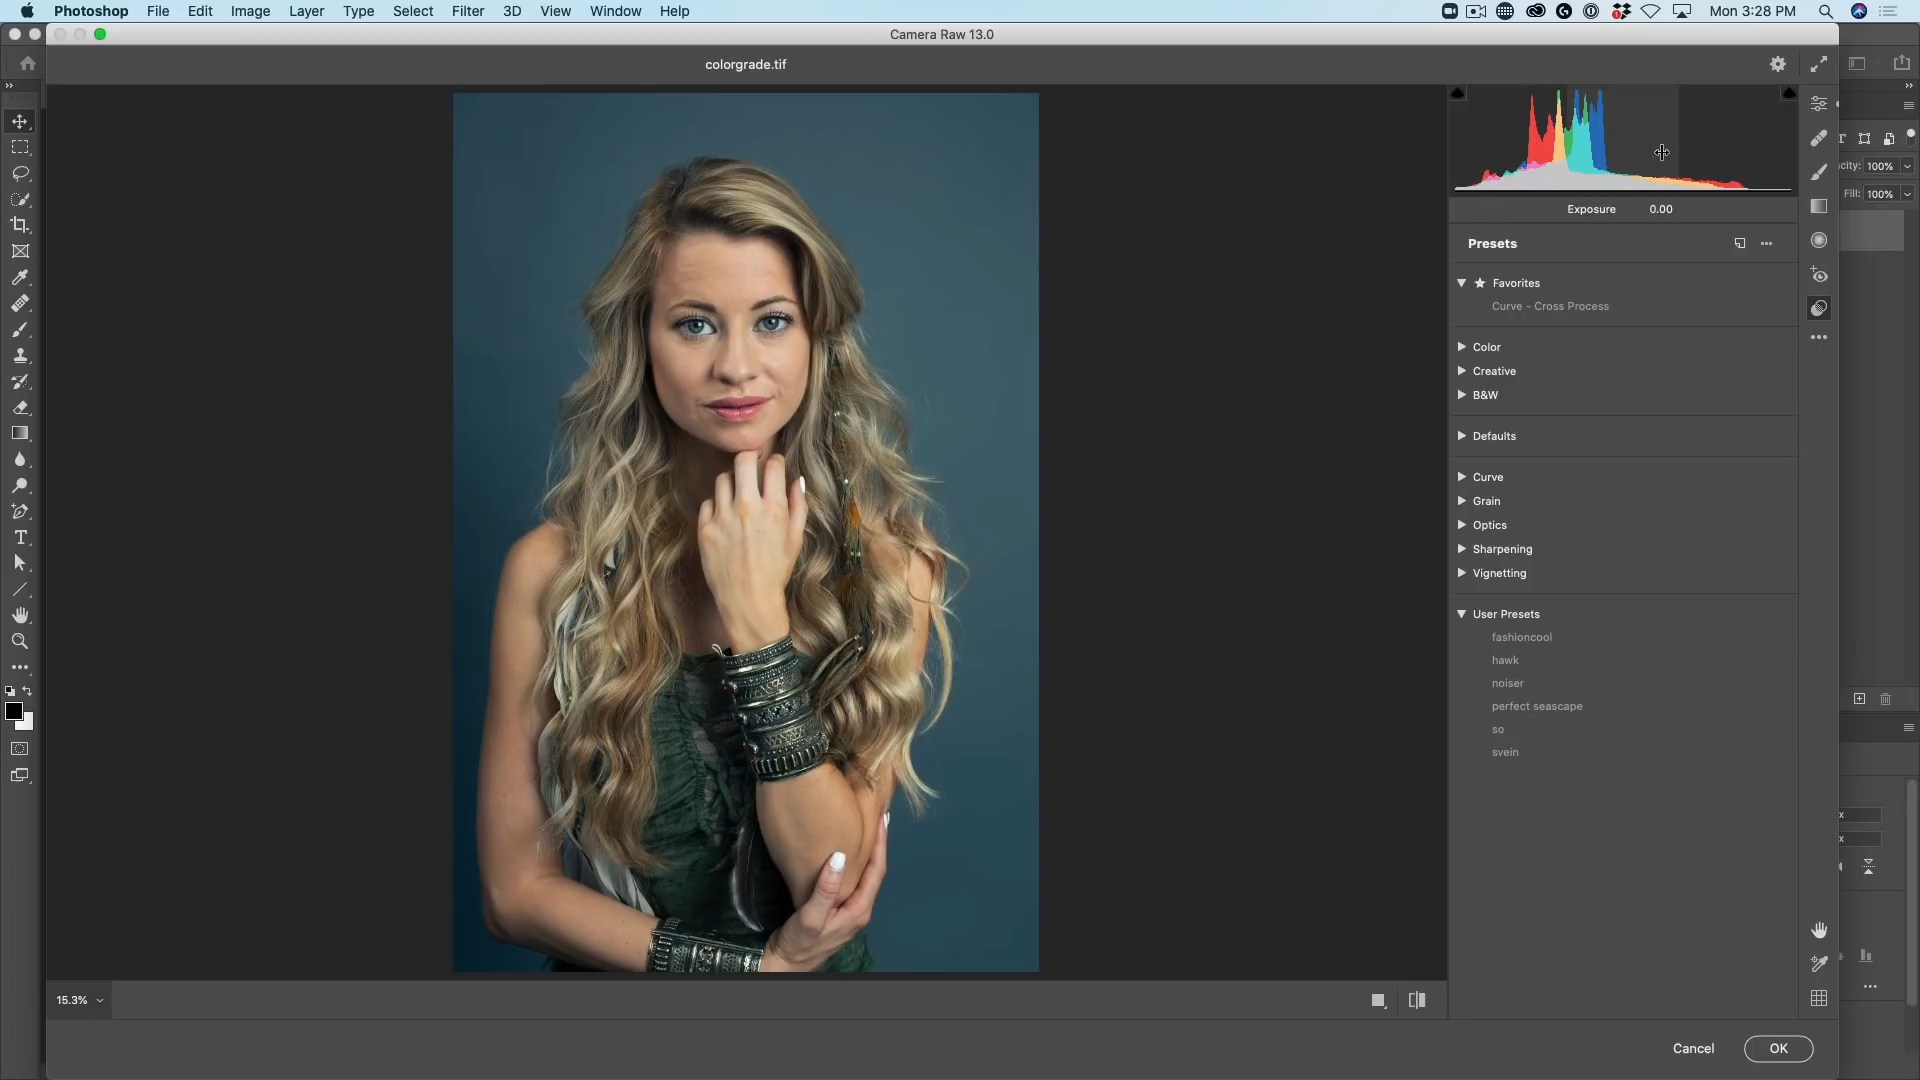 Photoshop File Edit Image Layer Type Select Filter 3D View Window Help Mon 3:28 PM
Camera Raw 13.0
colorgrade.tif
100%
Fill: 100%
Exposure 0.00
Presets
Favorites
Curve - Cross Process
Color
Creative
B&W
Defaults
Curve
Grain
Optics
Sharpening
Vignetting
User Presets
fashioncool
hawk
noiser
perfect seascape
so
svein
15.3%
Cancel OK